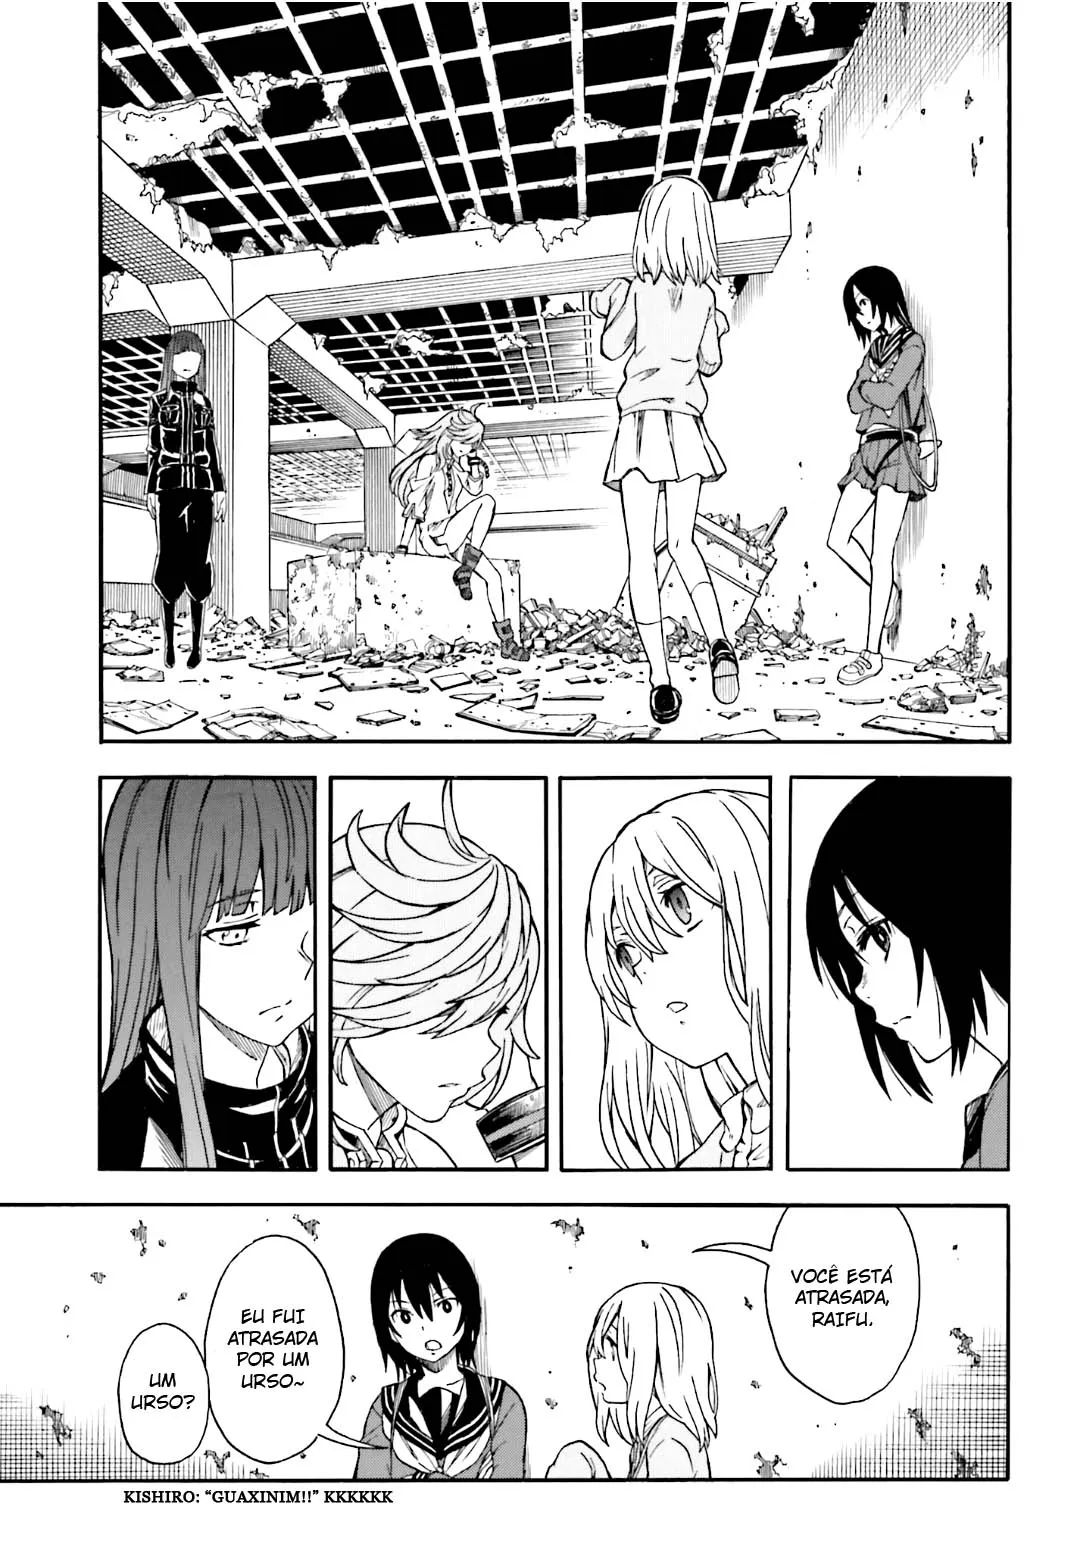 VOCÊ ESTÁ
ATRASADA,
RAIFU.
EU FUI
ATRASADA
POR UM
URSO~
UM
URSO?
KISHIRO: “GUAXINIM!!” KKKKKK